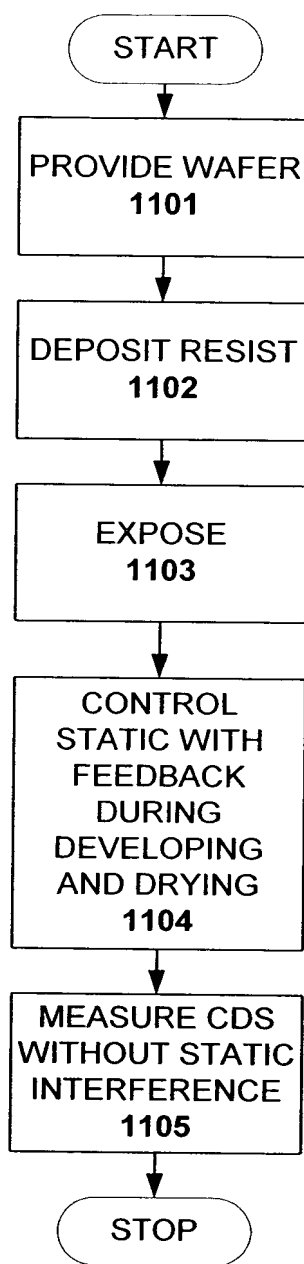 START
PROVIDE WAFER
1101
DEPOSIT RESIST
1102
EXPOSE
1103
CONTROL
STATIC WITH
FEEDBACK
DURING
DEVELOPING
AND DRYING
1104
MEASURE CDS
WITHOUT STATIC
INTERFERENCE
1105
STOP